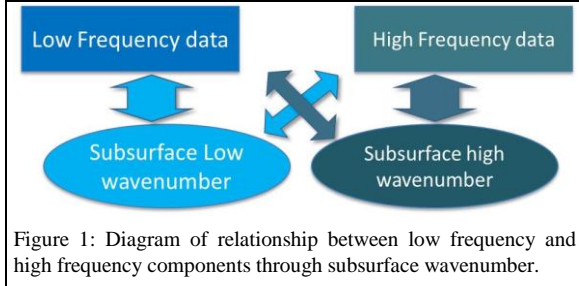 Low Frequency data
High Frequency data
Subsurface Low
wavenumber
Subsurface high
wavenumber
Figure 1: Diagram of relationship between low frequency and
high frequency components through subsurface wavenumber.